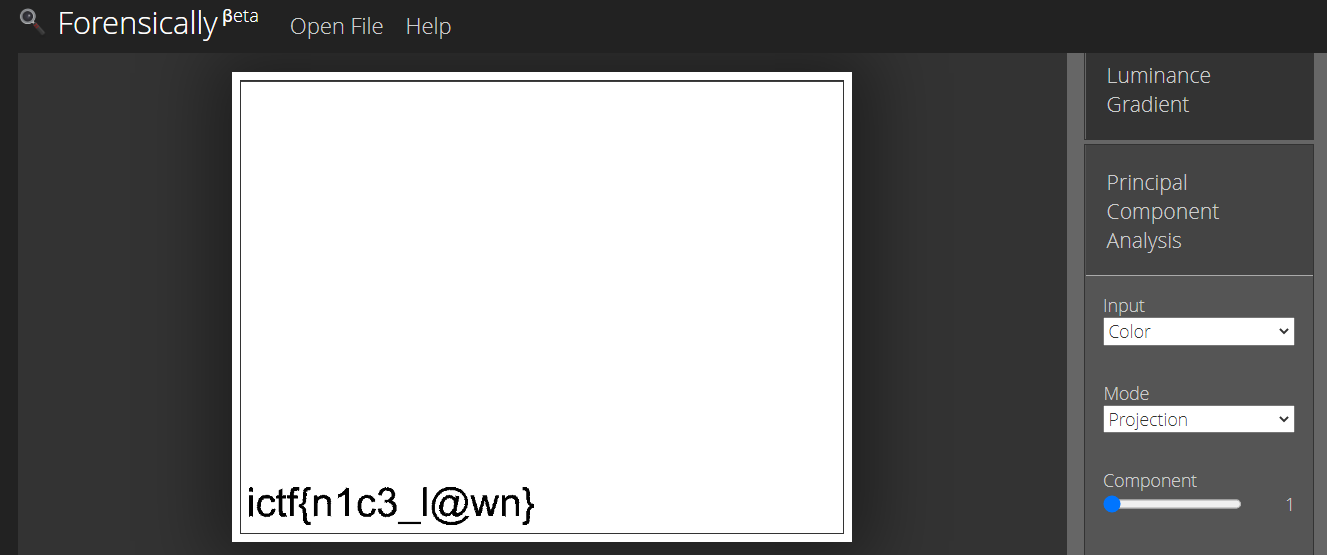 Forensically βeta Open File Help
Luminance
Gradient
Principal
Component
Analysis
Input
Color
Mode
Projection
Component
1
ictf{n1c3_l@wn}